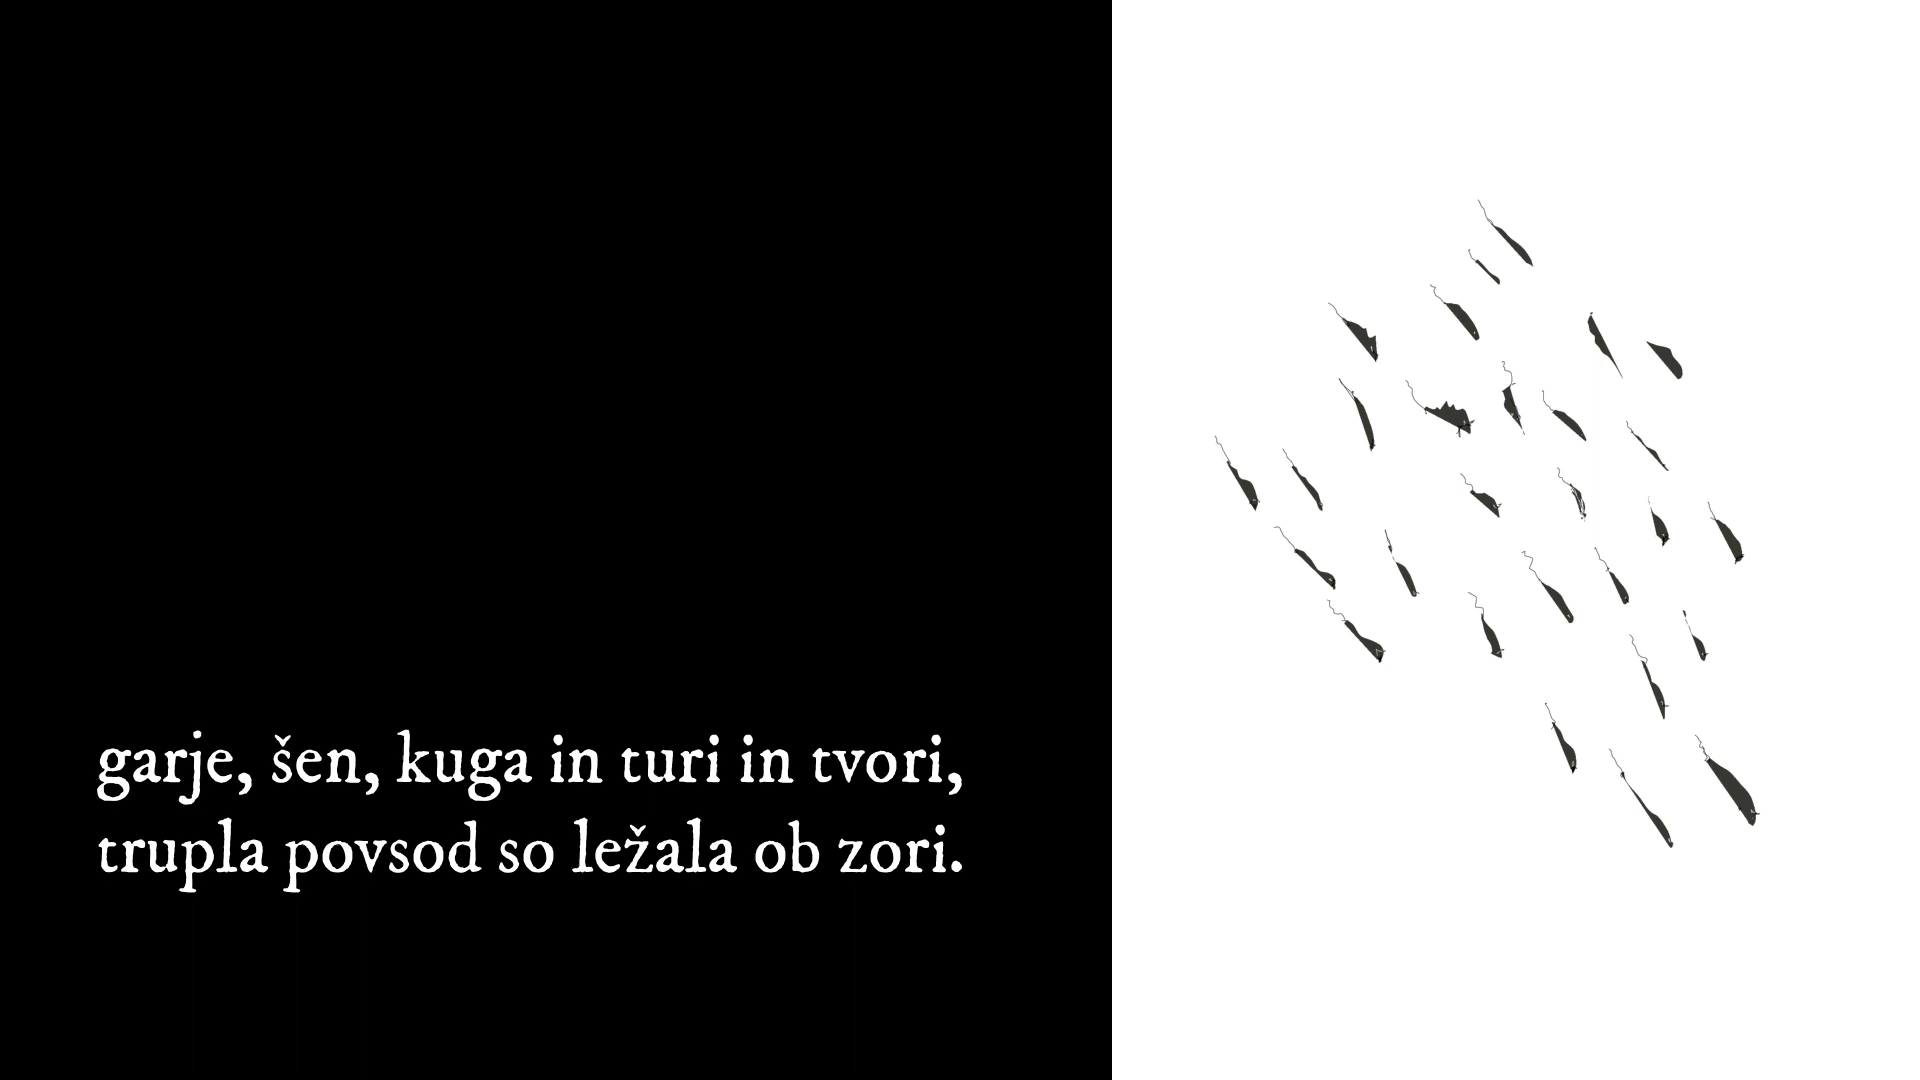 garje, šen, kuga in turi in tvori,
trupla povsod so ležala ob zori.